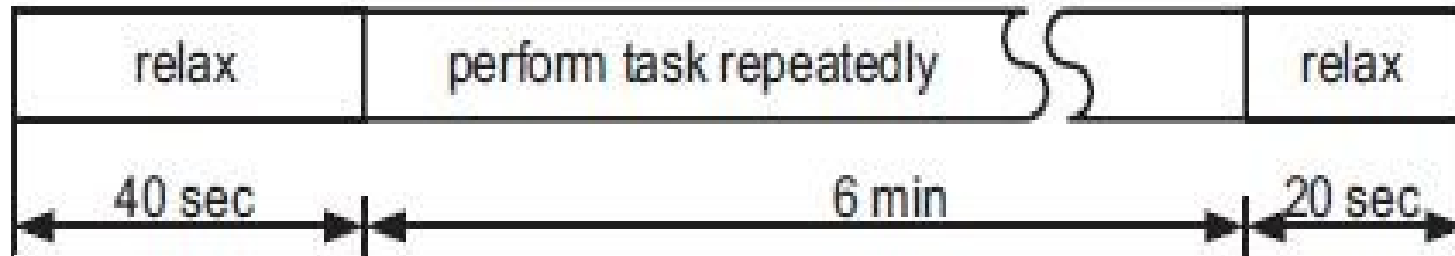 relax perform task repeatedly relax
40 sec 6 min 20 sec